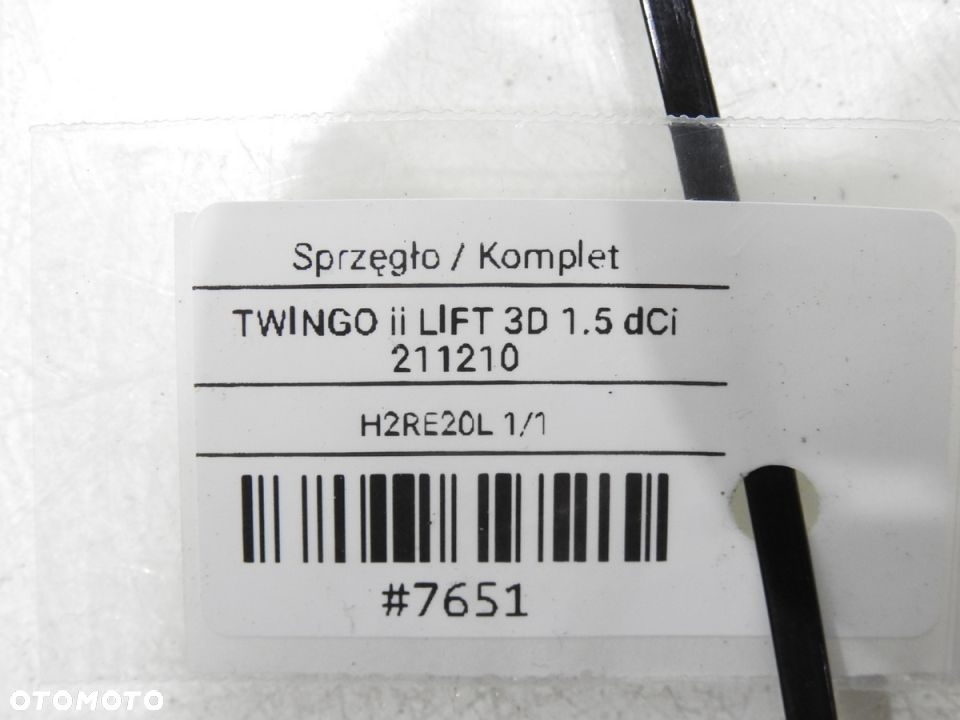 Sprzęgło / Komplet
TWINGO ii LIFT 3D 1.5 dCi
211210
H2RE20L 1/1
#7651
OTOMOTO